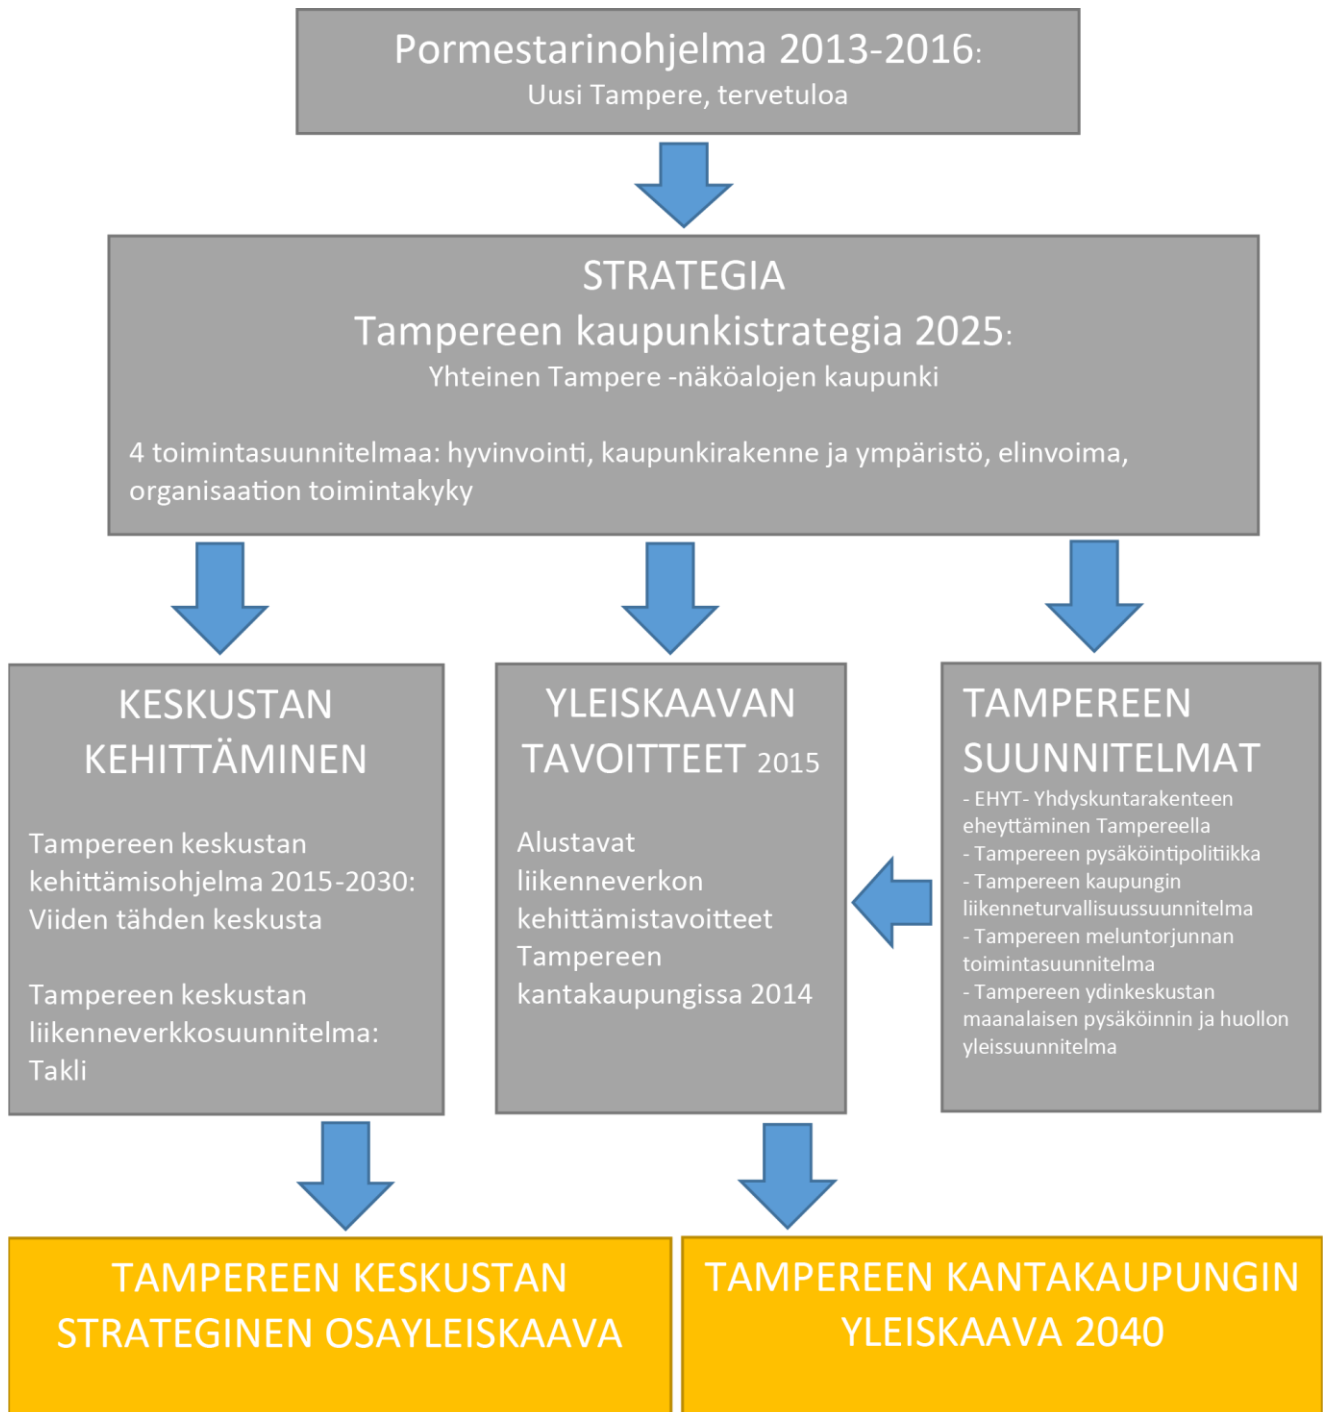 Pormestarinohjelma 2013-2016:
Uusi Tampere, tervetuloa
STRATEGIA
Tampereen kaupunkistrategia 2025:
Yhteinen Tampere -näköalojen kaupunki
4 toimintasuunnitelmaa: hyvinvointi, kaupunkirakenne ja ympäristö, elinvoima,
organisaation toimintakyky
KESKUSTAN
KEHITTÄMINEN
Tampereen keskustan
kehittämisohjelma 2015-2030:
Viiden tähden keskusta
Tampereen keskustan
liikenneverkkosuunnitelma:
Takli
YLEISKAAVAN
TAVOITTEET 2015
Alustavat
liikenneverkon
kehittämistavoitteet
Tampereen
kantakaupungissa 2014
TAMPEREEN
SUUNNITELMAT
- EHYT- Yhdyskuntarakenteen
eheyttäminen Tampereella
- Tampereen pysäköintipolitiikka
- Tampereen kaupungin
liikenneturvallisuussuunnitelma
- Tampereen meluntorjunnan
toimintasuunnitelma
- Tampereen ydinkeskustan
maanalaisen pysäköinnin ja huollon
yleissuunnitelma
TAMPEREEN KESKUSTAN
STRATEGINEN OSAYLEISKAAVA
TAMPEREEN KANTAKAUPUNGIN
YLEISKAAVA 2040